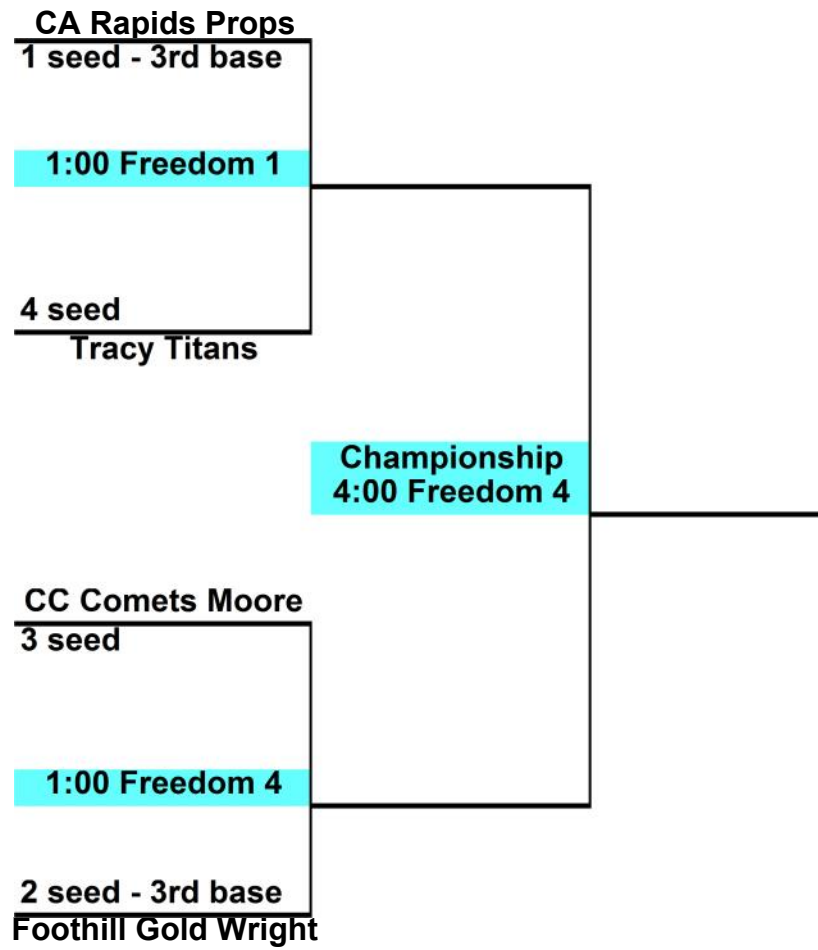 CA Rapids Props
1 seed - 3rd base
1:00 Freedom 1
4 seed
Tracy Titans
Championship
4:00 Freedom 4
CC Comets Moore
3 seed
1:00 Freedom 4
2 seed - 3rd base
Foothill Gold Wright